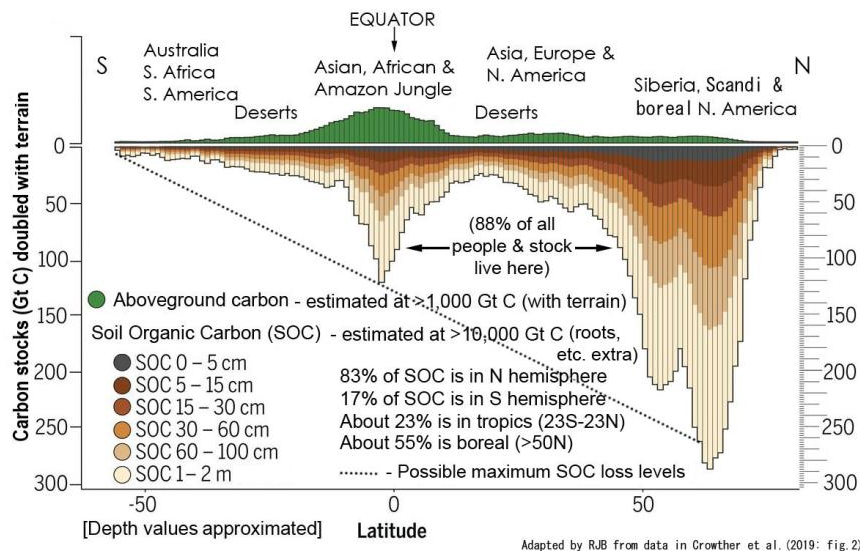 EQUATOR
S
N
Australia
S. Africa
S. America
Asian, African &
Amazon Jungle
Asia, Europe &
N. America
Siberia, Scandi &
boreal N. America
Deserts
Deserts
Carbon stocks (Gt C) doubled with terrain
0
50
100
150
200
250
300
0
50
100
150
200
250
300
(88% of all
people & stock
live here)
Aboveground carbon - estimated at >1,000 Gt C (with terrain)
Soil Organic Carbon (SOC) - estimated at >10,000 Gt C (roots,
etc. extra)
SOC 0 – 5 cm
SOC 5 – 15 cm
SOC 15 – 30 cm
SOC 30 – 60 cm
SOC 60 – 100 cm
SOC 1 – 2 m
83% of SOC is in N hemisphere
17% of SOC is in S hemisphere
About 23% is in tropics (23S-23N)
About 55% is boreal (>50N)
- Possible maximum SOC loss levels
-50
0
50
[Depth values approximated]
Latitude
Adapted by RJB from data in Crowther et al.(2019: fig.2)